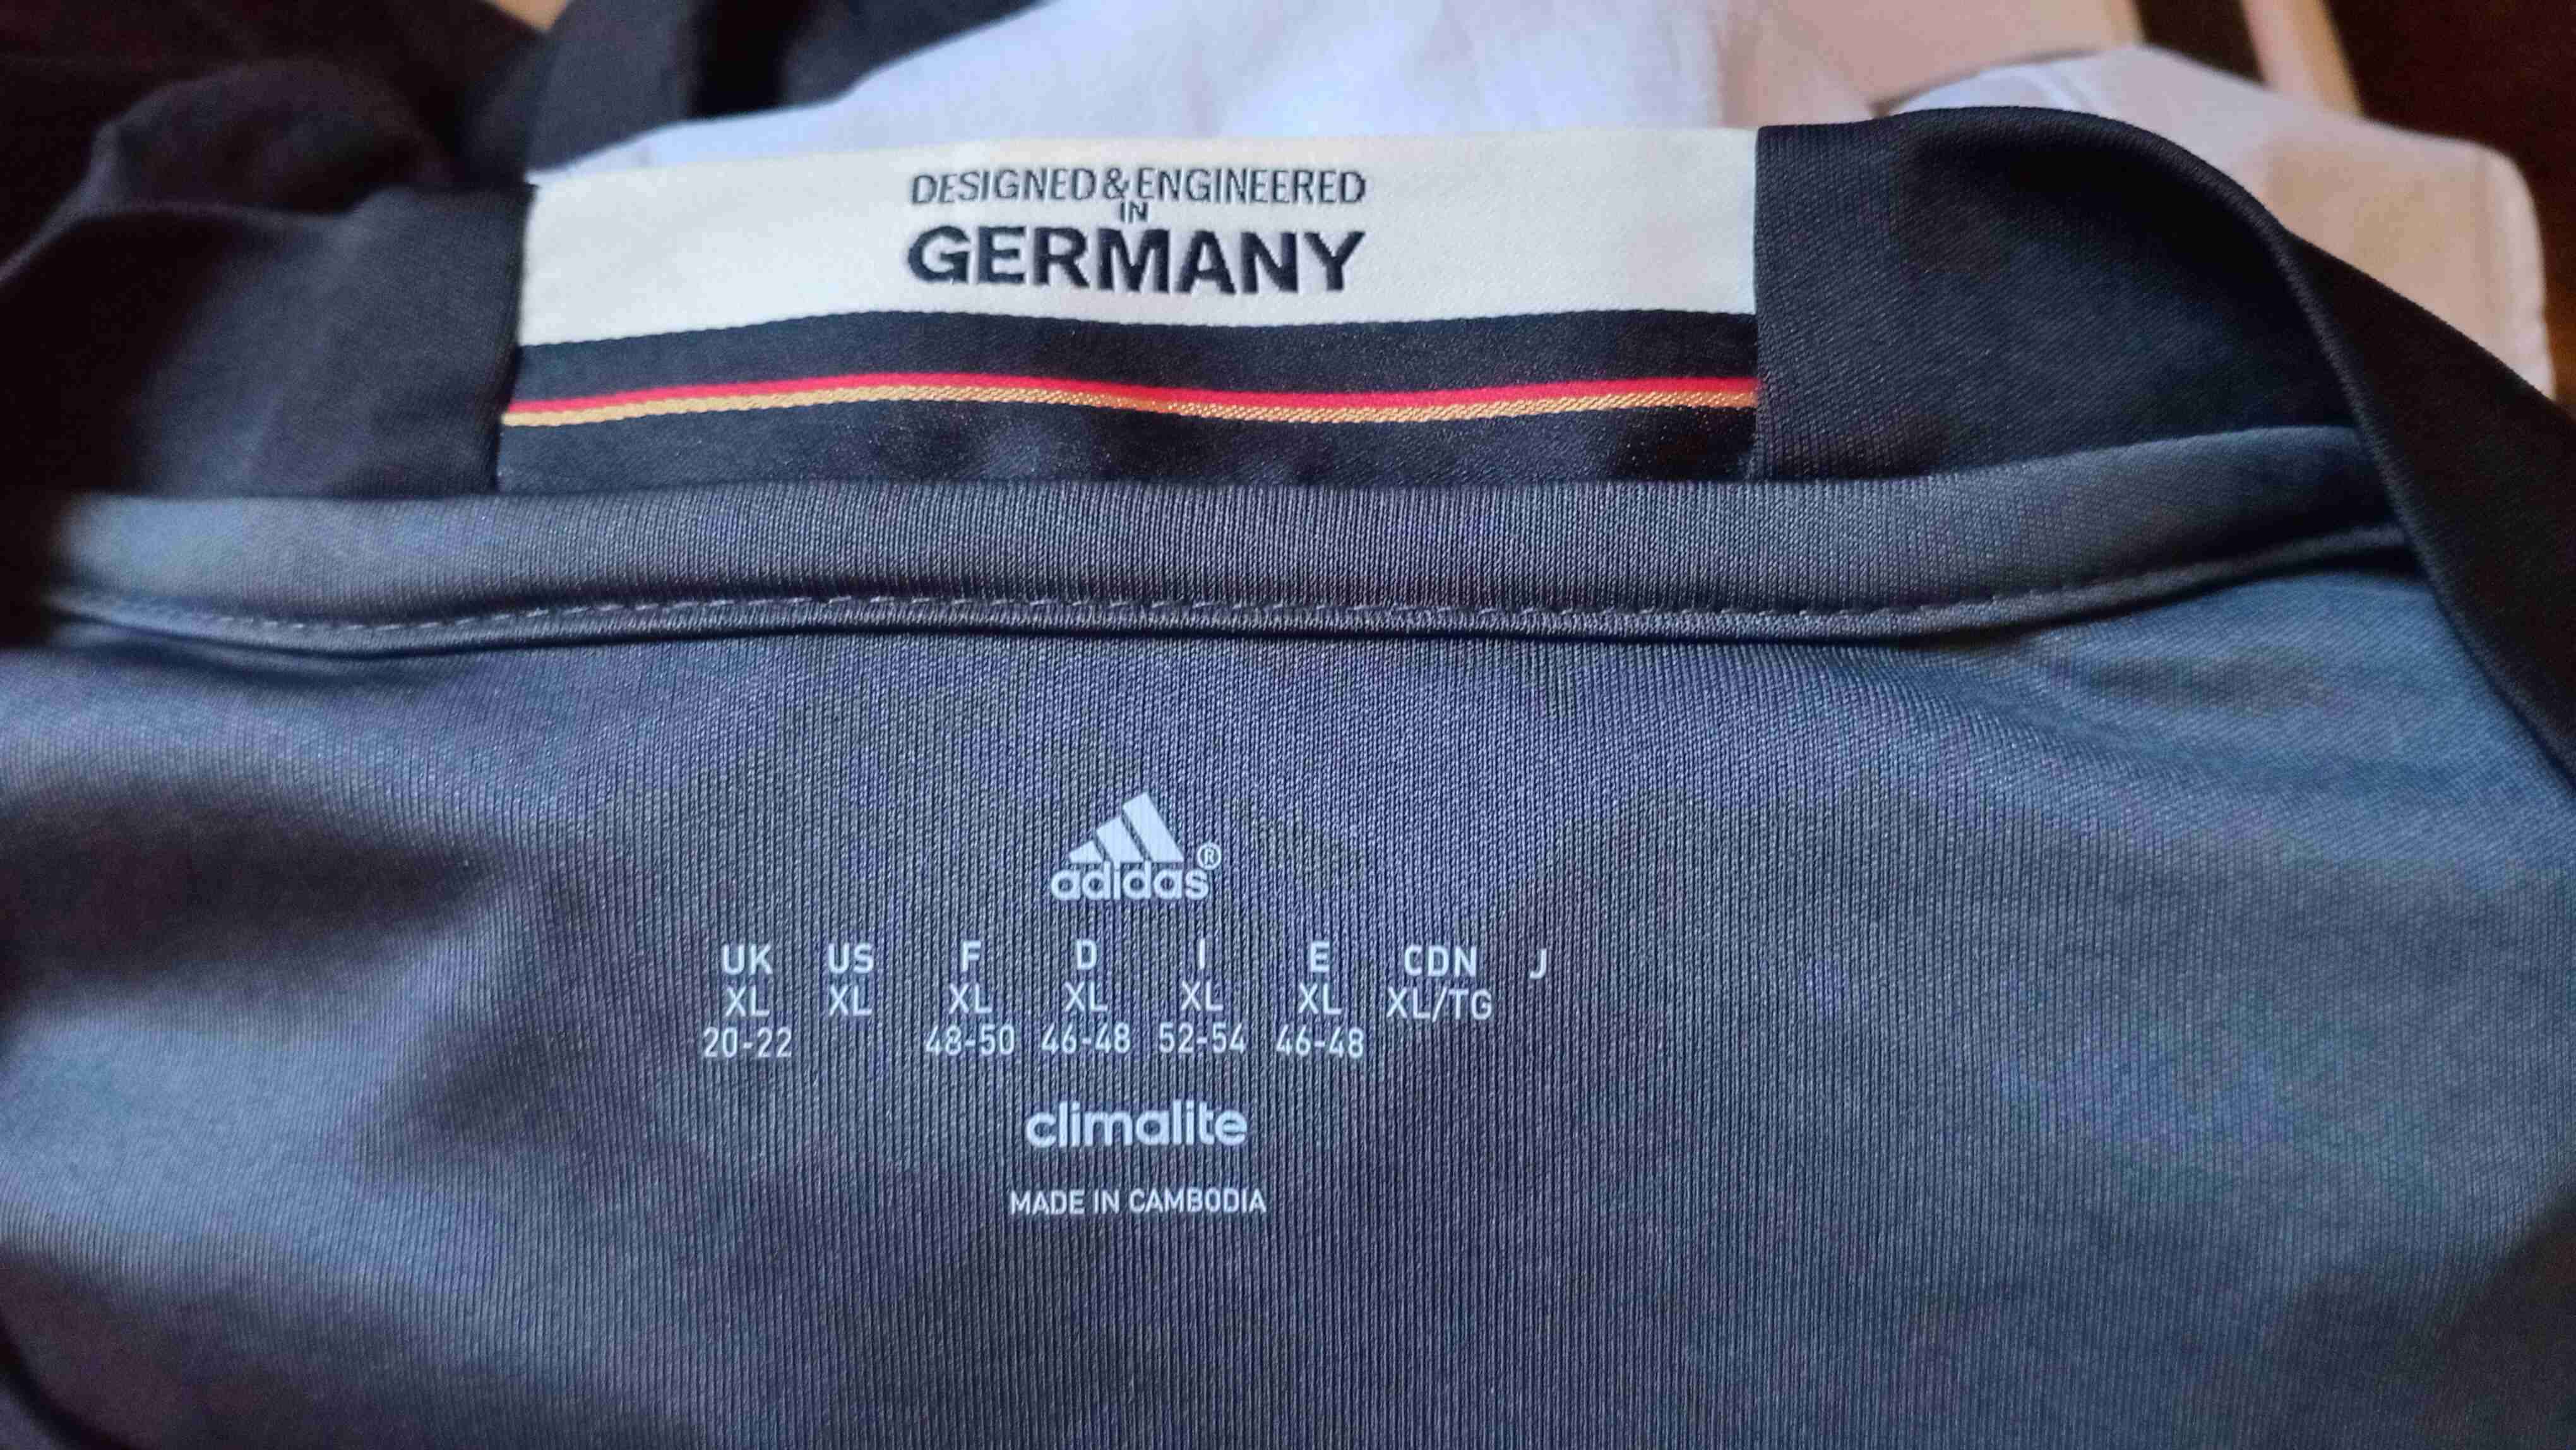 DESIGNED & ENGINEERED
IN
GERMANY
adidas®
UK US F D I E CDN J
XL XL XL XL XL XL XL/TG
20-22 48-50 46-48 52-54 46-48
climalite
MADE IN CAMBODIA